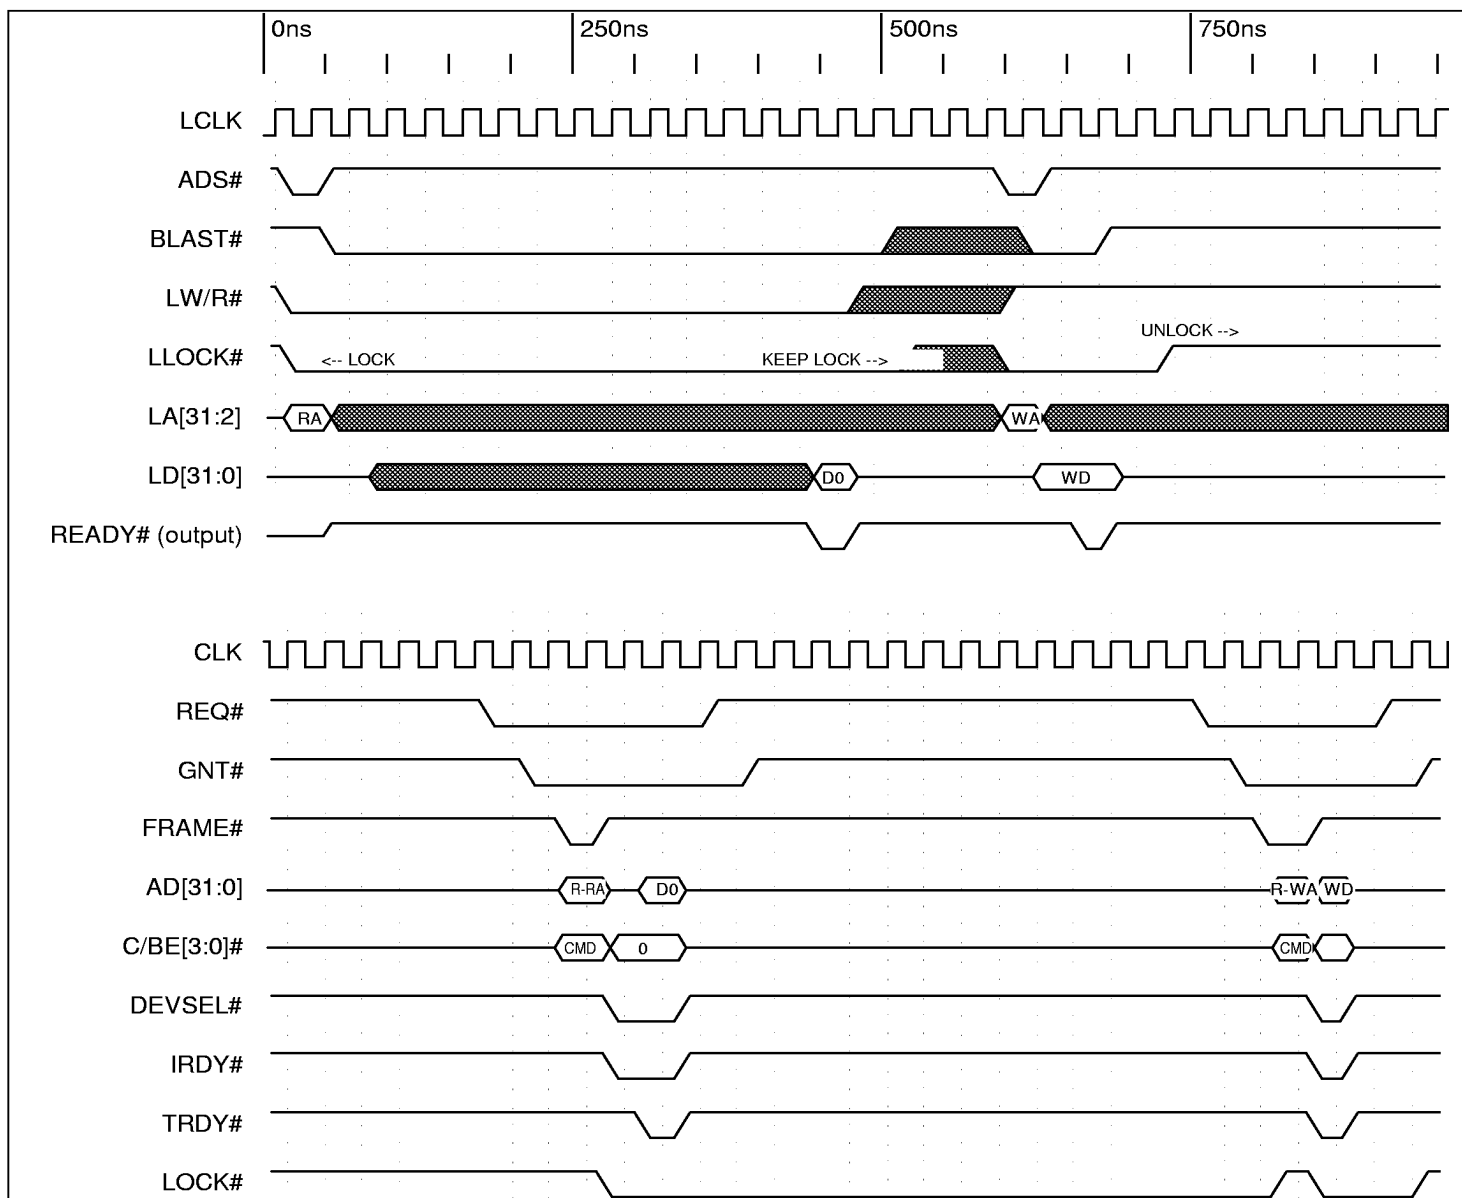 0ns 250ns 500ns 750ns
LCLK
ADS#
BLAST#
LW/R#
UNLOCK -->
LLOCK# <-- LOCK KEEP LOCK -->
LA[31:2] RA WA
LD[31:0] D0 WD
READY# (output)
CLK
REQ#
GNT#
FRAME#
AD[31:0] R-RA D0 R-WA WD
C/BE[3:0]# CMD 0 CMD
DEVSEL#
IRDY#
TRDY#
LOCK#